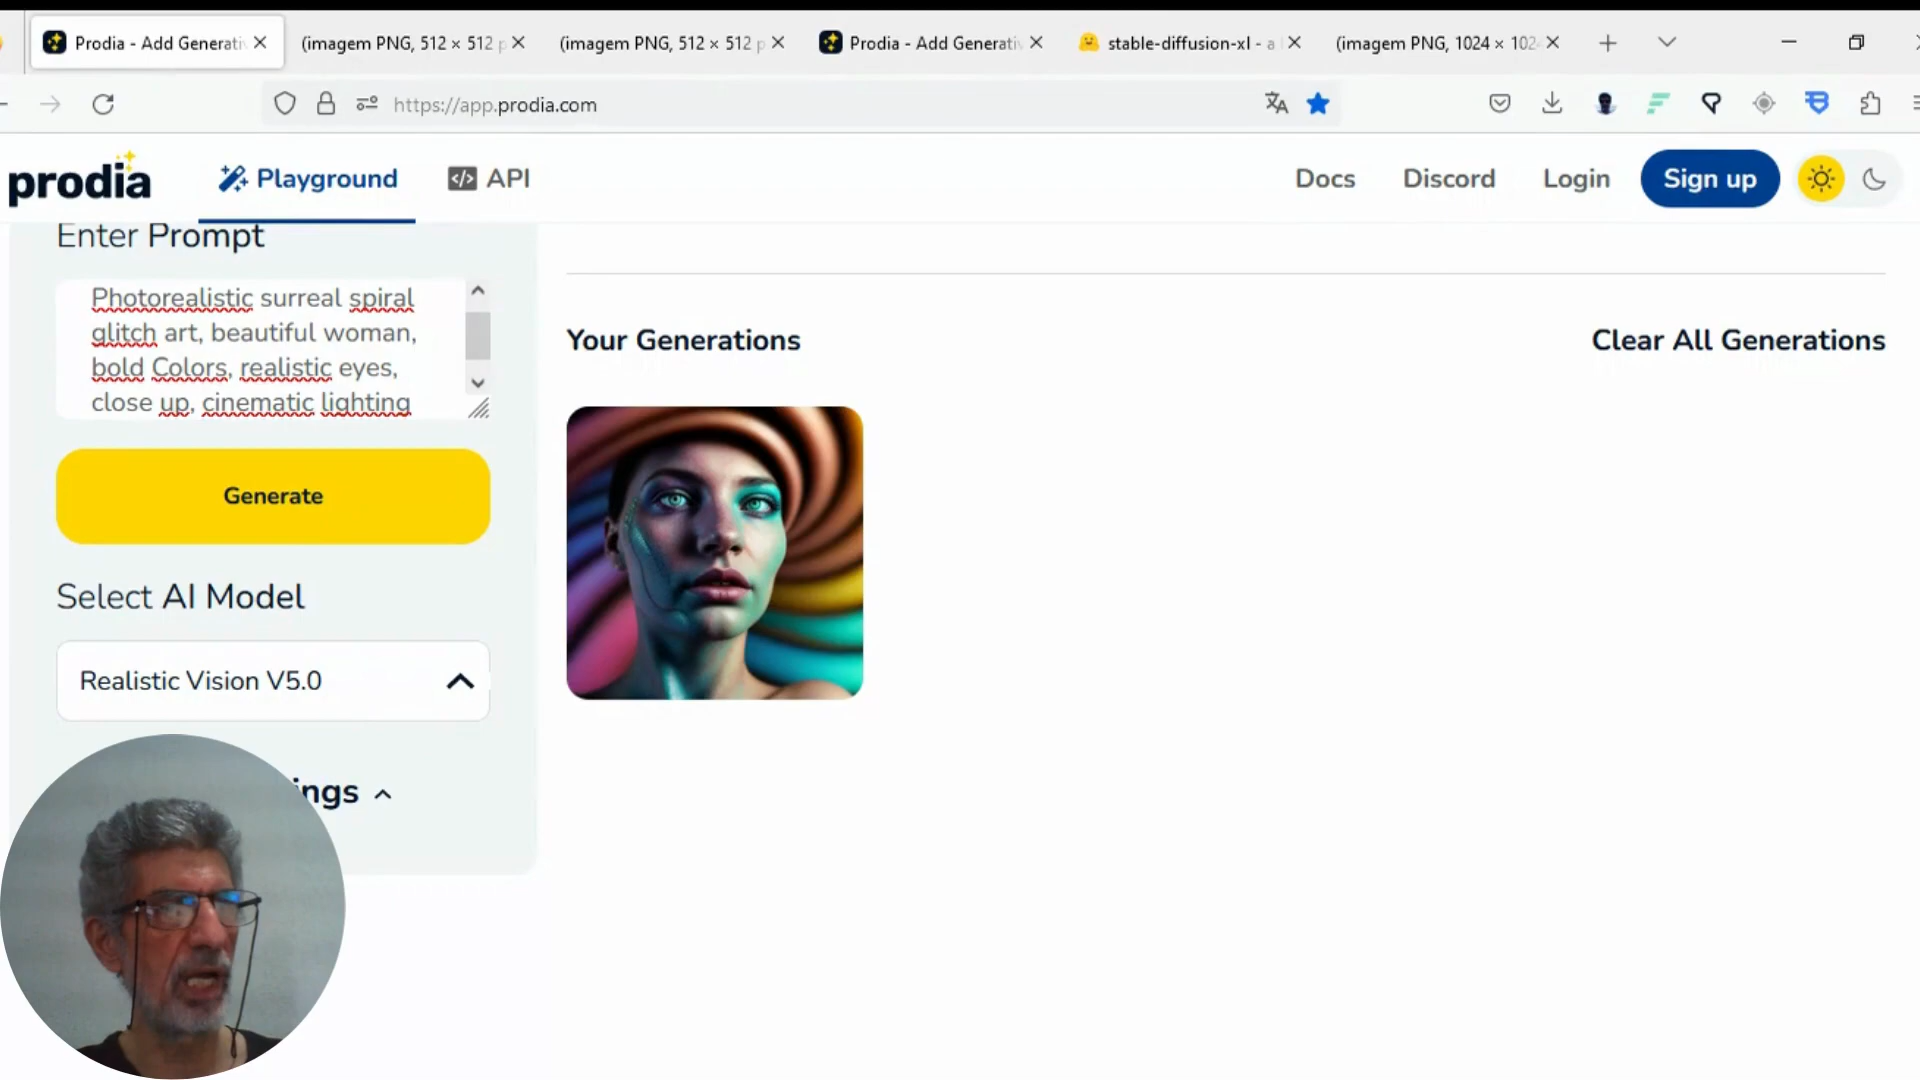 Prodia - Add Generati
(imagem PNG, 512 × 512 p
(imagem PNG, 512 × 512 p
Prodia - Add Generativ
stable-diffusion-xl - a
(imagem PNG, 1024 × 102
https://app.prodia.com
prodia
Playground
API
Docs
Discord
Login
Sign up
Enter Prompt
Photorealistic surreal spiral
glitch art, beautiful woman,
bold Colors, realistic eyes,
close up, cinematic lighting
Generate
Select AI Model
Realistic Vision V5.0
ings
Your Generations
Clear All Generations